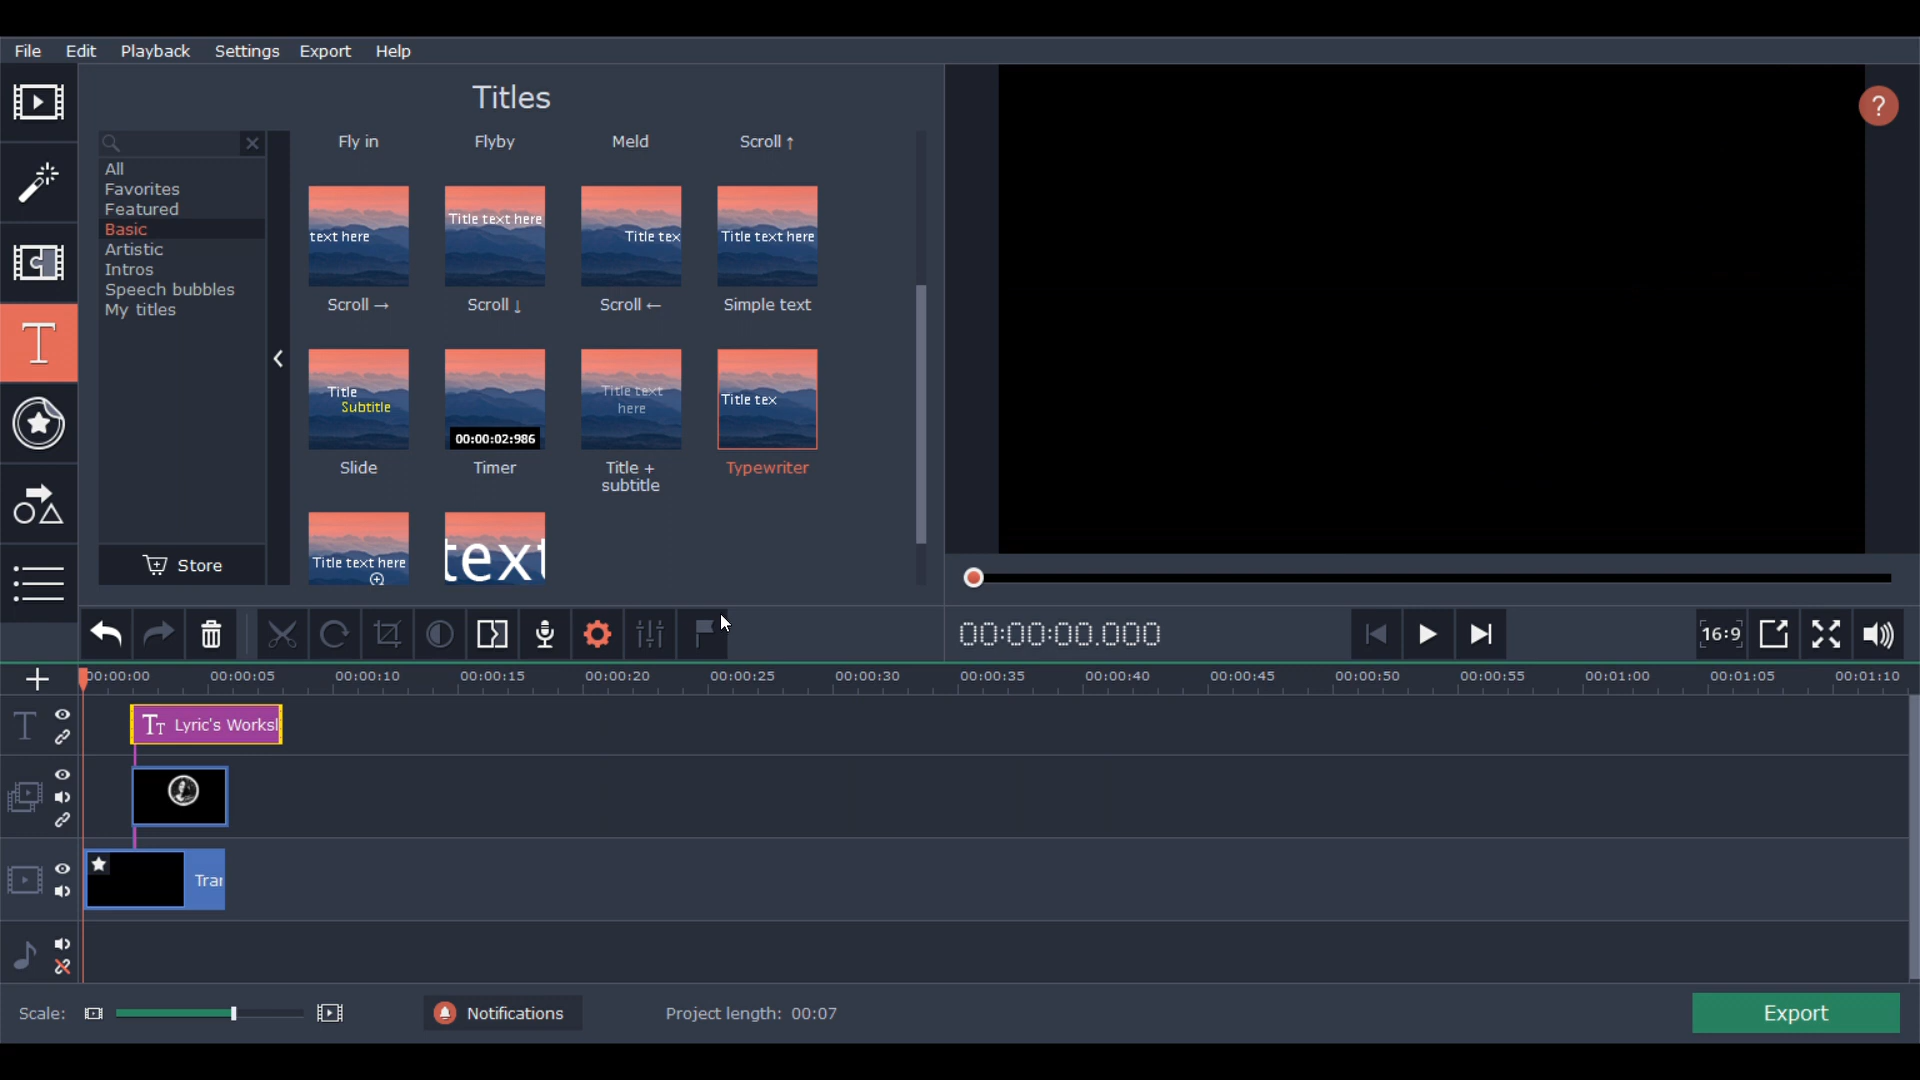 File Edit Playback Settings Export Help
Titles
?
All
Favorites
Featured
Basic
Artistic
Intros
Speech bubbles
My titles
Store
Fly in Flyby Meld Scroll ↑
text here Title text here Title tex Title text here
Scroll → Scroll ↓ Scroll ← Simple text
Title
Subtitle
00:00:02:986
Title text
here
Title tex
Slide Timer Title +
subtitle
Typewriter
Title text here
text
00:00:00.000
16:9
00:00:00 00:00:05 00:00:10 00:00:15 00:00:20 00:00:25 00:00:30 00:00:35 00:00:40 00:00:45 00:00:50 00:00:55 00:01:00 00:01:05 00:01:10
T TT Lyric's Worksl
Trar
Scale: Notifications Project length: 00:07 Export